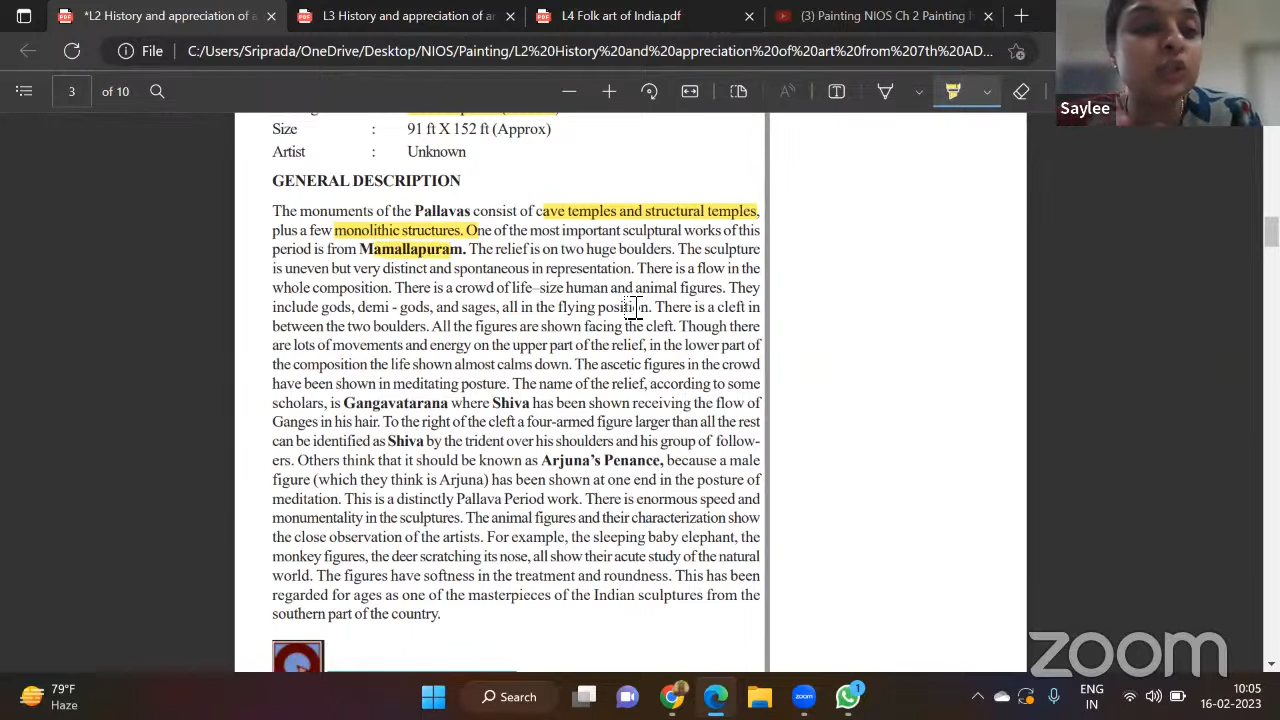 *L2 History and appreciation of a
L3 History and appreciation of a
L4 Folk art of India.pdf
(3) Painting NIOS Ch 2 Painting
File
C:/Users/Sriprada/OneDrive/Desktop/NIOS/Painting/L2%20History%20and%20appreciation%20of%20art%20from%207th%20AD...
3 of 10
Saylee
Size : 91 ft X 152 ft (Approx)
Artist : Unknown
GENERAL DESCRIPTION
The monuments of the Pallavas consist of cave temples and structural temples,
plus a few monolithic structures. One of the most important sculptural works of this
period is from Mamallapuram. The relief is on two huge boulders. The sculpture
is uneven but very distinct and spontaneous in representation. There is a flow in the
whole composition. There is a crowd of life–size human and animal figures. They
include gods, demi - gods, and sages, all in the flying position. There is a cleft in
between the two boulders. All the figures are shown facing the cleft. Though there
are lots of movements and energy on the upper part of the relief, in the lower part of
the composition the life shown almost calms down. The ascetic figures in the crowd
have been shown in meditating posture. The name of the relief, according to some
scholars, is Gangavatarana where Shiva has been shown receiving the flow of
Ganges in his hair. To the right of the cleft a four-armed figure larger than all the rest
can be identified as Shiva by the trident over his shoulders and his group of follow-
ers. Others think that it should be known as Arjuna's Penance, because a male
figure (which they think is Arjuna) has been shown at one end in the posture of
meditation. This is a distinctly Pallava Period work. There is enormous speed and
monumentality in the sculptures. The animal figures and their characterization show
the close observation of the artists. For example, the sleeping baby elephant, the
monkey figures, the deer scratching its nose, all show their acute study of the natural
world. The figures have softness in the treatment and roundness. This has been
regarded for ages as one of the masterpieces of the Indian sculptures from the
southern part of the country.
zoom
79°F
Haze
Search
zoom
1
ENG
IN
10:05
16-02-2023